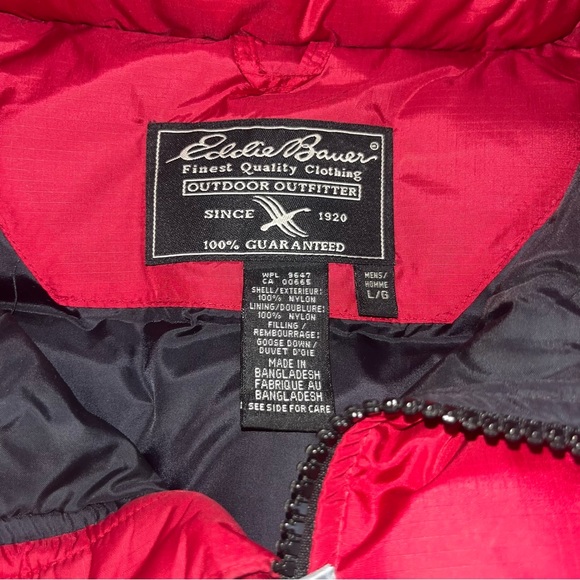 Eddie Bauer®
Finest Quality Clothing
OUTDOOR OUTFITTER
SINCE 1920
100% GUARANTEED
WPL 9647
CA 00665
SHELL/EXTERIEUR:
100% NYLON
LINING/DOUBLURE:
100% NYLON
FILLING/
REMBOURRAGE:
GOOSE DOWN/
DUVET D'OIE
MADE IN
BANGLADESH
FABRIQUE AU
BANGLADESH
SEE SIDE FOR CARE
MENS/
HOMME
L/G